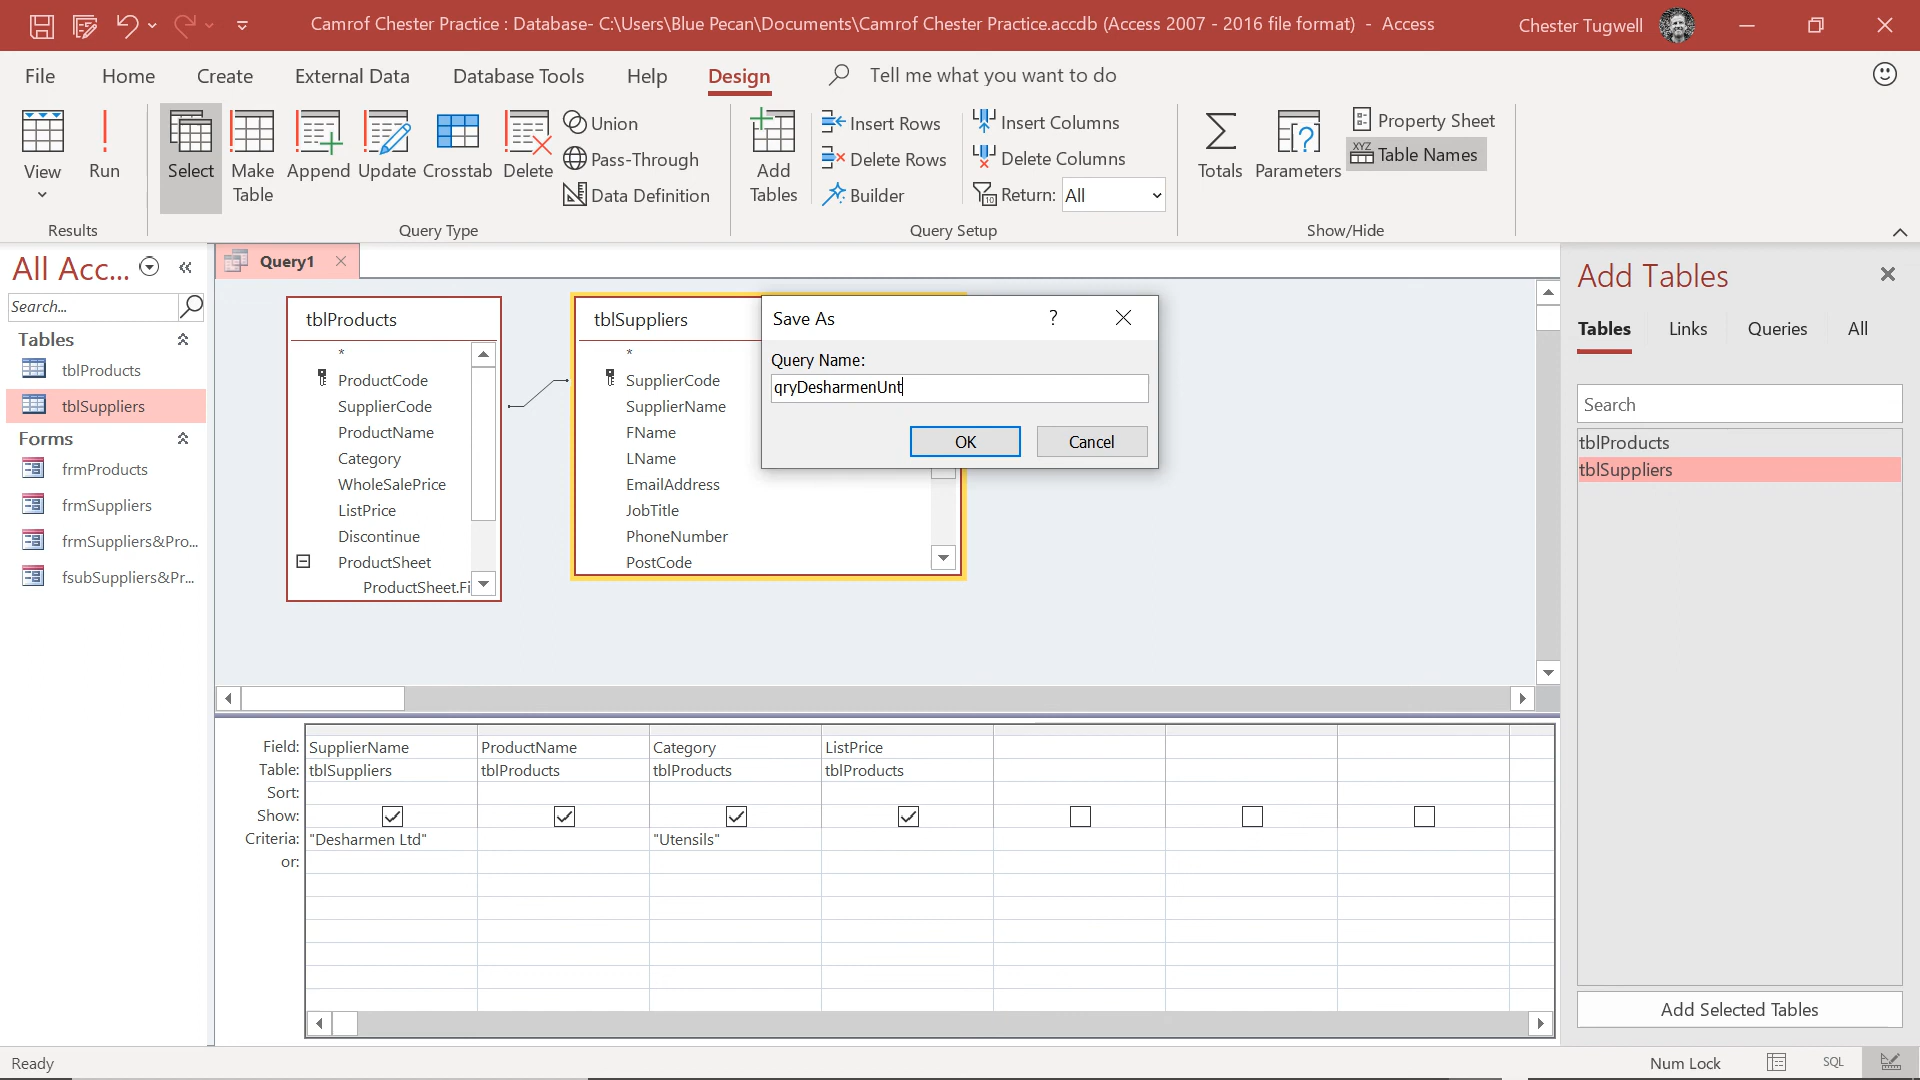 Camrof Chester Practice : Database- C:\Users\Blue Pecan\Documents\Camrof Chester Practice.accdb (Access 2007 - 2016 file format) - Access
Chester Tugwell
File
Home
Create
External Data
Database Tools
Help
Design
Tell me what you want to do
View
Run
Select
Make
Table
Append
Update
Crosstab
Delete
Union
Pass-Through
Data Definition
Add
Tables
Insert Rows
Delete Rows
Builder
Insert Columns
Delete Columns
Return:
All
Totals
Parameters
Property Sheet
XYZ
Table Names
Results
Query Type
Query Setup
Show/Hide
All Acc...
Search...
Tables
tblProducts
tblSuppliers
Forms
frmProducts
frmSuppliers
frmSuppliers&Pro...
fsubSuppliers&Pr...
Query1
tblProducts
*
ProductCode
SupplierCode
ProductName
Category
WholeSalePrice
ListPrice
Discontinue
ProductSheet
ProductSheet.Fi
tblSuppliers
*
SupplierCode
SupplierName
FName
LName
EmailAddress
JobTitle
PhoneNumber
PostCode
Save As
?
Query Name:
qryDesharmenUnt
OK
Cancel
Field: SupplierName ProductName Category ListPrice
Table: tblSuppliers tblProducts tblProducts tblProducts
Sort:
Show:
Criteria: "Desharmen Ltd" "Utensils"
or:
Add Tables
Tables
Links
Queries
All
Search
tblProducts
tblSuppliers
Add Selected Tables
Ready
Num Lock
SQL